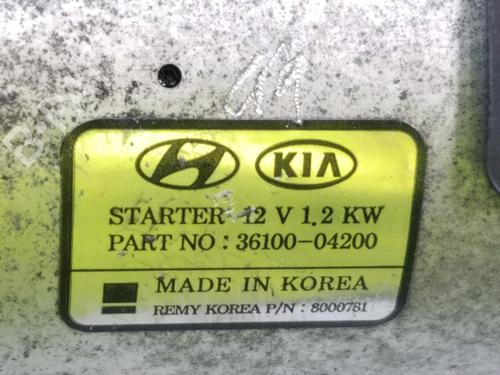 KIA
STARTER 12 V 1.2 KW
PART NO : 36100-04200
MADE IN KOREA
REMY KOREA P/N : 8000781